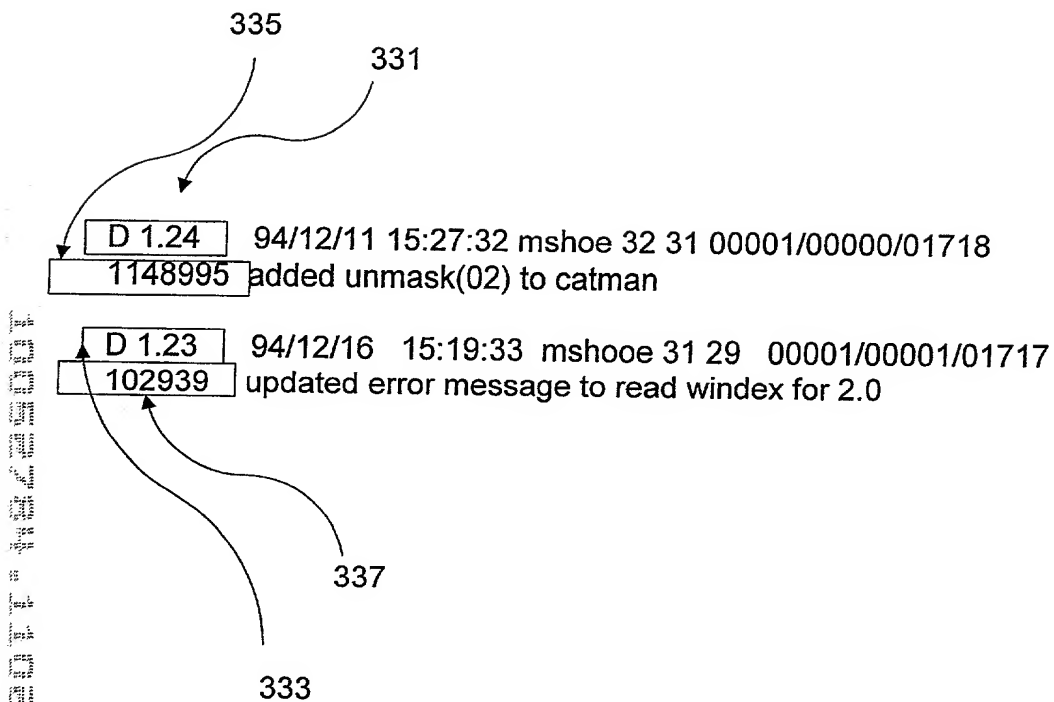 335
331
D 1.24 94/12/11 15:27:32 mshoe 32 31 00001/00000/01718
1148995 added unmask(02) to catman
D 1.23 94/12/16 15:19:33 mshooe 31 29 00001/00001/01717
102939 updated error message to read windex for 2.0
337
333